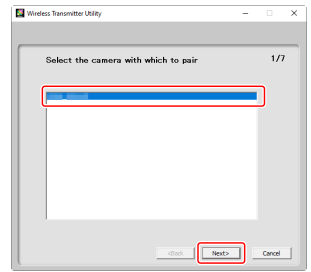 Wireless Transmitter Utility
Select the camera with which to pair 1/7
<Back Next> Cancel